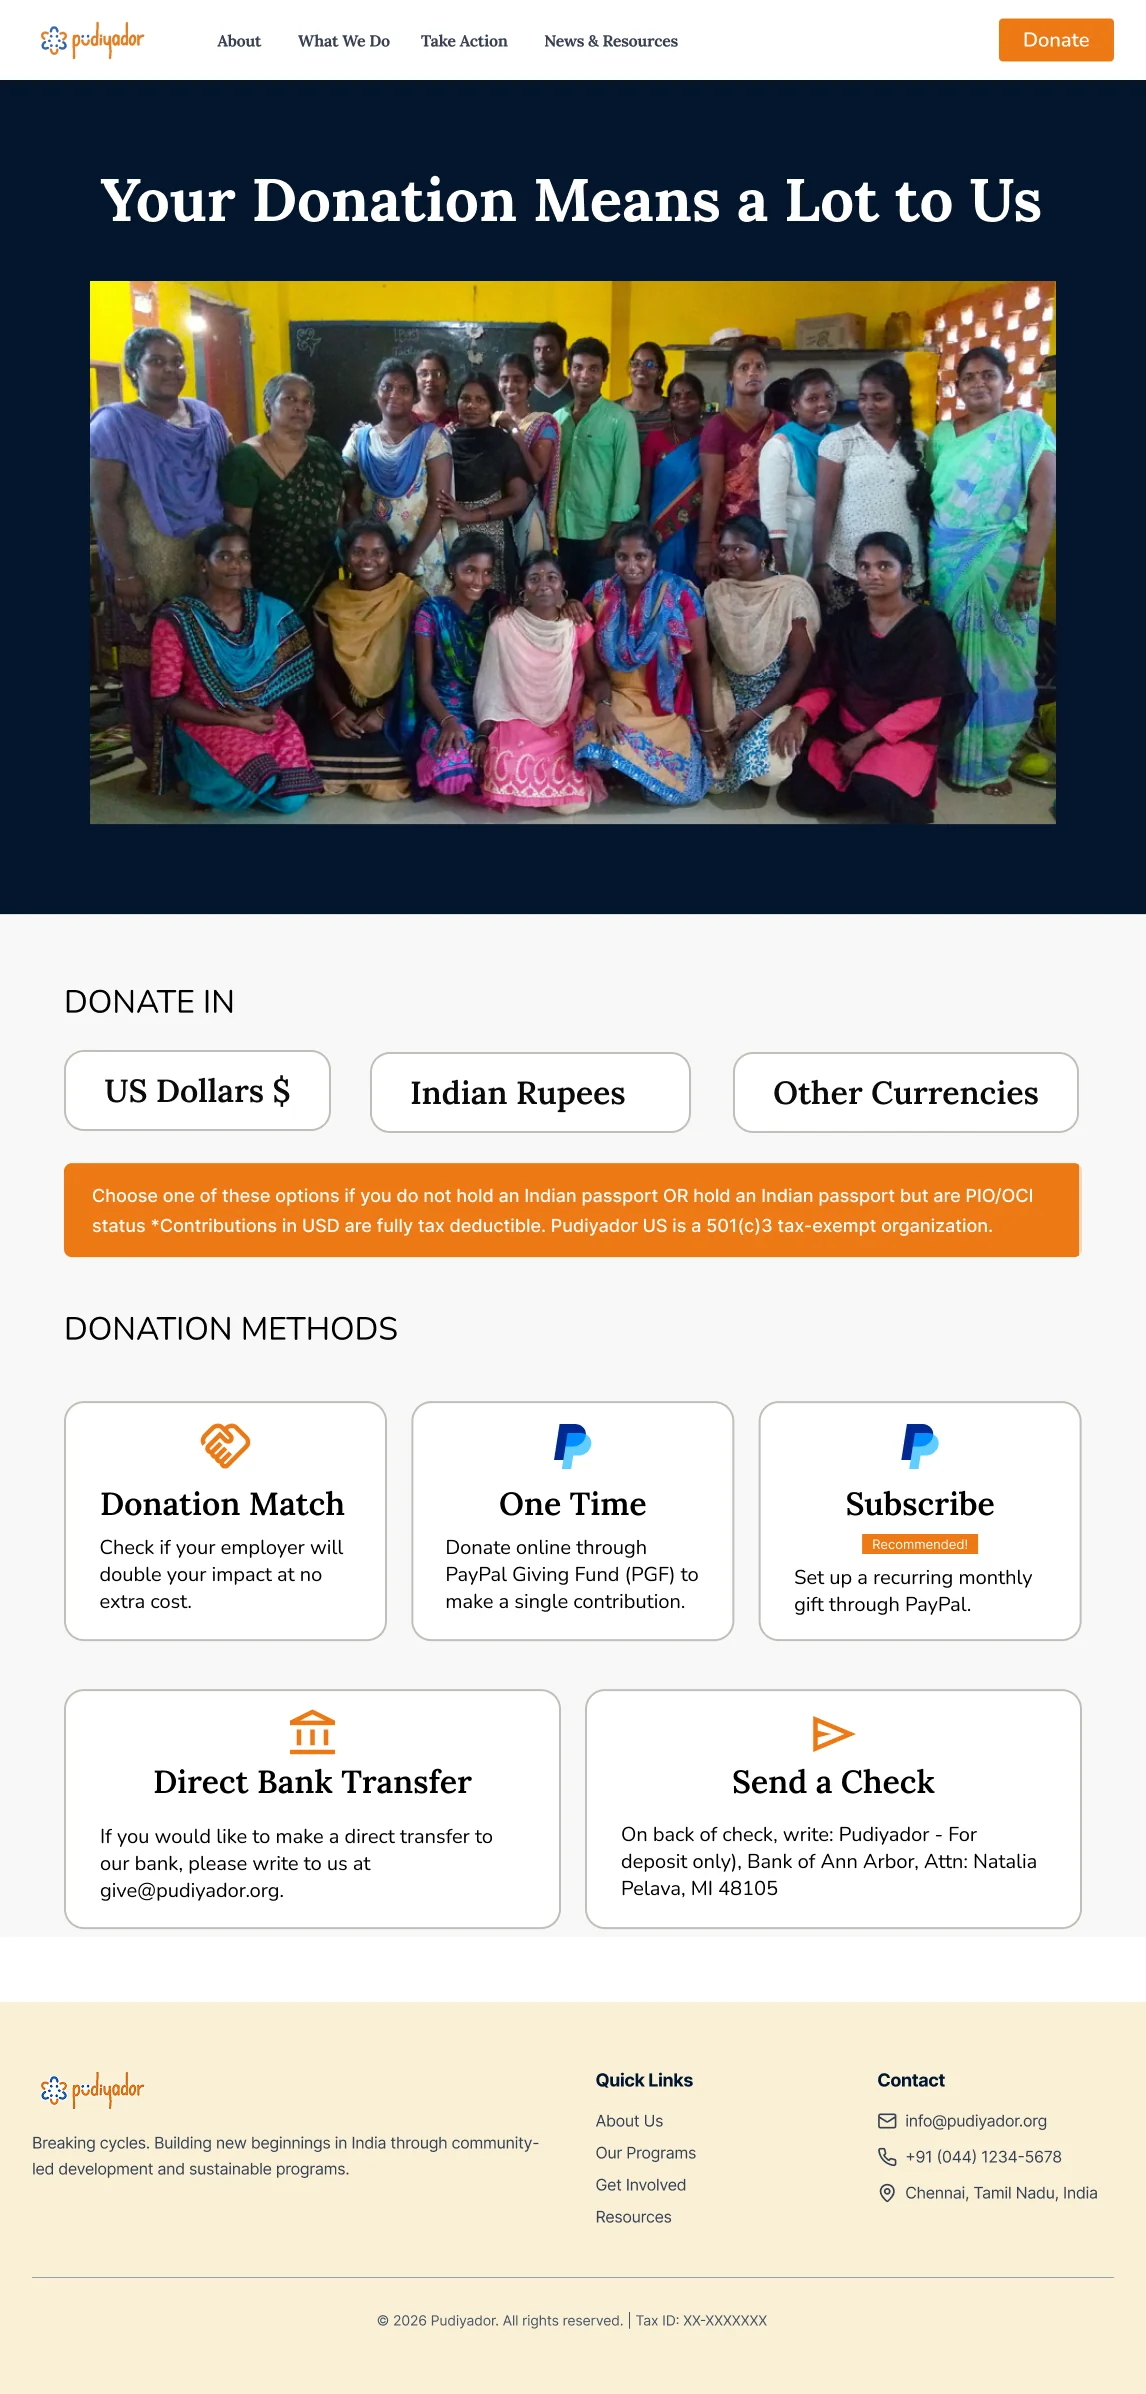 pudiyador
About
What We Do
Take Action
News & Resources
Donate
Your Donation Means a Lot to Us
DONATE IN
US Dollars $
Indian Rupees
Other Currencies
Choose one of these options if you do not hold an Indian passport OR hold an Indian passport but are PIO/OCI
status *Contributions in USD are fully tax deductible. Pudiyador US is a 501(c)3 tax-exempt organization.
DONATION METHODS
Donation Match
Check if your employer will
double your impact at no
extra cost.
One Time
Donate online through
PayPal Giving Fund (PGF) to
make a single contribution.
Subscribe
Recommended!
Set up a recurring monthly
gift through PayPal.
Direct Bank Transfer
If you would like to make a direct transfer to
our bank, please write to us at
give@pudiyador.org.
Send a Check
On back of check, write: Pudiyador - For
deposit only), Bank of Ann Arbor, Attn: Natalia
Pelava, MI 48105
pudiyador
Breaking cycles. Building new beginnings in India through community-
led development and sustainable programs.
Quick Links
About Us
Our Programs
Get Involved
Resources
Contact
info@pudiyador.org
+91 (044) 1234-5678
Chennai, Tamil Nadu, India
© 2026 Pudiyador. All rights reserved. | Tax ID: XX-XXXXXXX